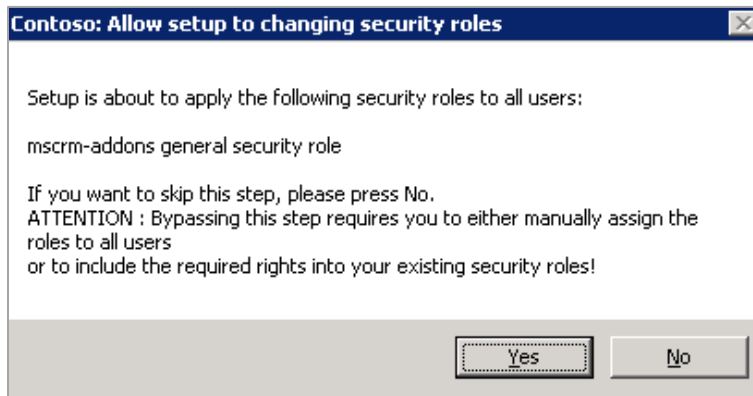 Contoso: Allow setup to changing security roles
Setup is about to apply the following security roles to all users:
mscrm-addons general security role
If you want to skip this step, please press No.
ATTENTION : Bypassing this step requires you to either manually assign the
roles to all users
or to include the required rights into your existing security roles!
Yes
No